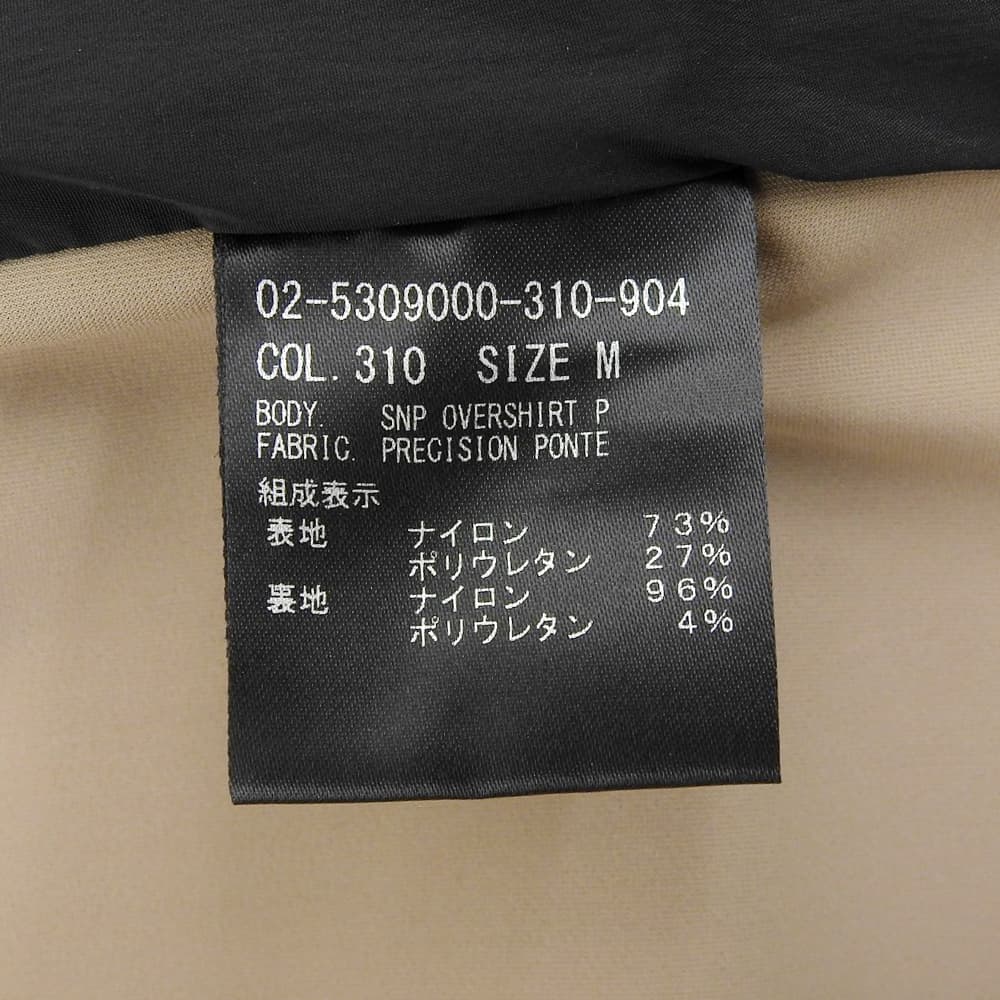 02-5309000-310-904
COL. 310 SIZE M
BODY. SNP OVERSHIRT P
FABRIC. PRECISION PONTE
組成表示
表地 ナイロン 73%
ポリウレタン 27%
裏地 ナイロン 96%
ポリウレタン 4%